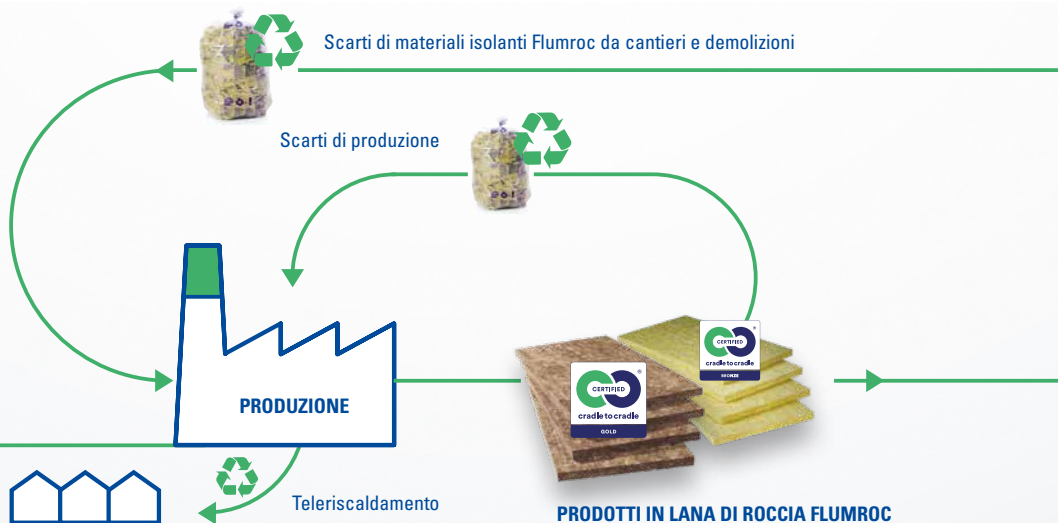 Scarti di materiali isolanti Flumroc da cantieri e demolizioni
Scarti di produzione
CERTIFIED
cradle to cradle
BRONZE
CERTIFIED
cradle to cradle
GOLD
PRODUZIONE
Teleriscaldamento
PRODOTTI IN LANA DI ROCCIA FLUMROC